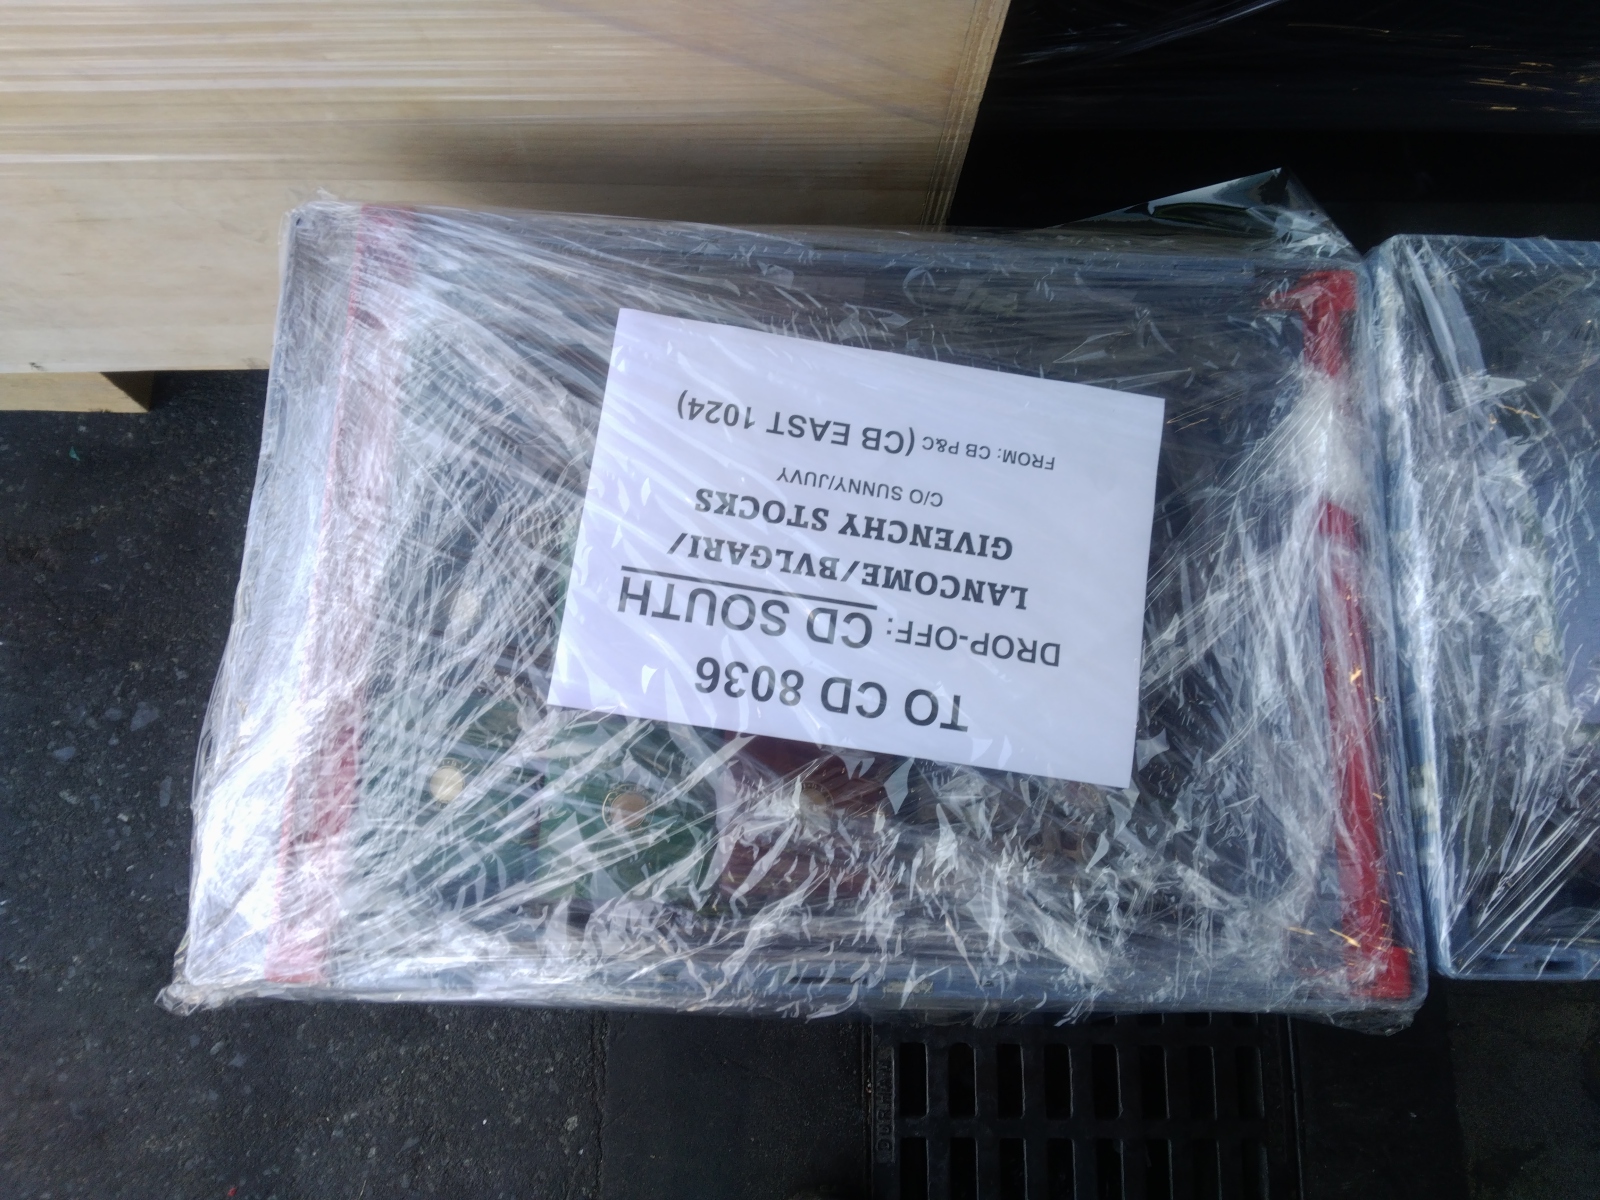 TO CD 8036
DROP-OFF: CD SOUTH
LANCOME/BVLGARI/
GIVENCHY STOCKS
C/O SUNNY/JUVY
FROM: CB P&C (CB EAST 1024)